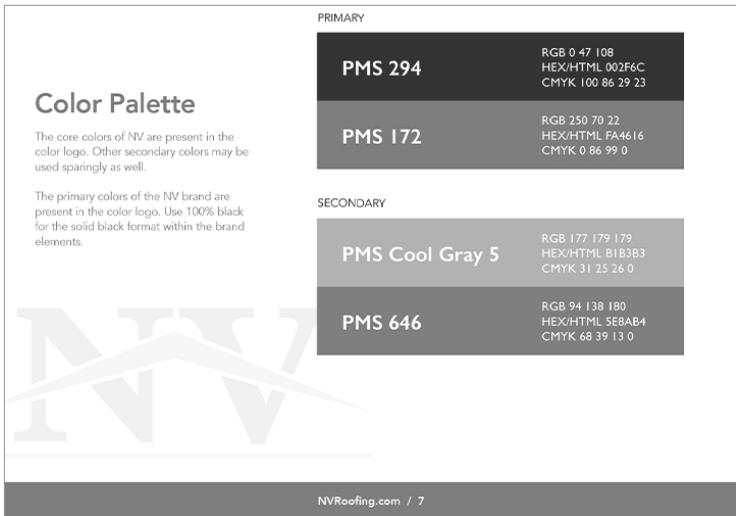 PRIMARY
PMS 294
RGB 0 47 108
HEX/HTML 002F6C
CMYK 100 86 29 23
Color Palette
The core colors of NV are present in the
color logo. Other secondary colors may be
used sparingly as well.
PMS 172
RGB 250 70 22
HEX/HTML FA4616
CMYK 0 86 99 0
The primary colors of the NV brand are
present in the color logo. Use 100% black
for the solid black format within the brand
elements.
SECONDARY
PMS Cool Gray 5
RGB 177 179 179
HEX/HTML B1B3B3
CMYK 31 25 26 0
PMS 646
RGB 94 138 180
HEX/HTML 5E8AB4
CMYK 68 39 13 0
NV
NVRoofing.com / 7